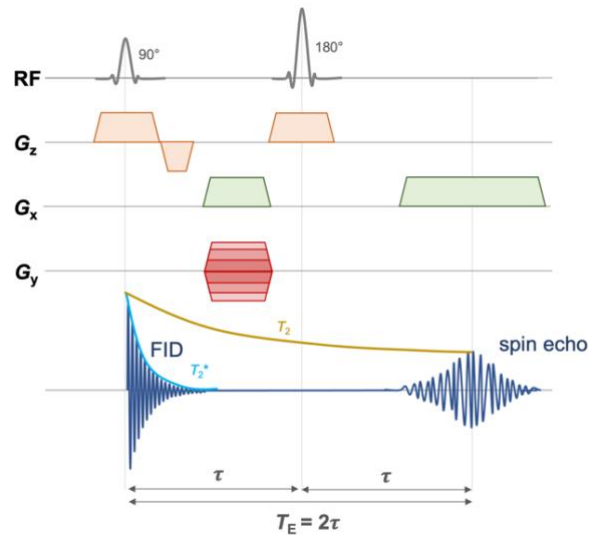 90°
180°
RF
Gz
Gx
Gy
T2
FID
T2*
spin echo
τ
τ
TE = 2τ